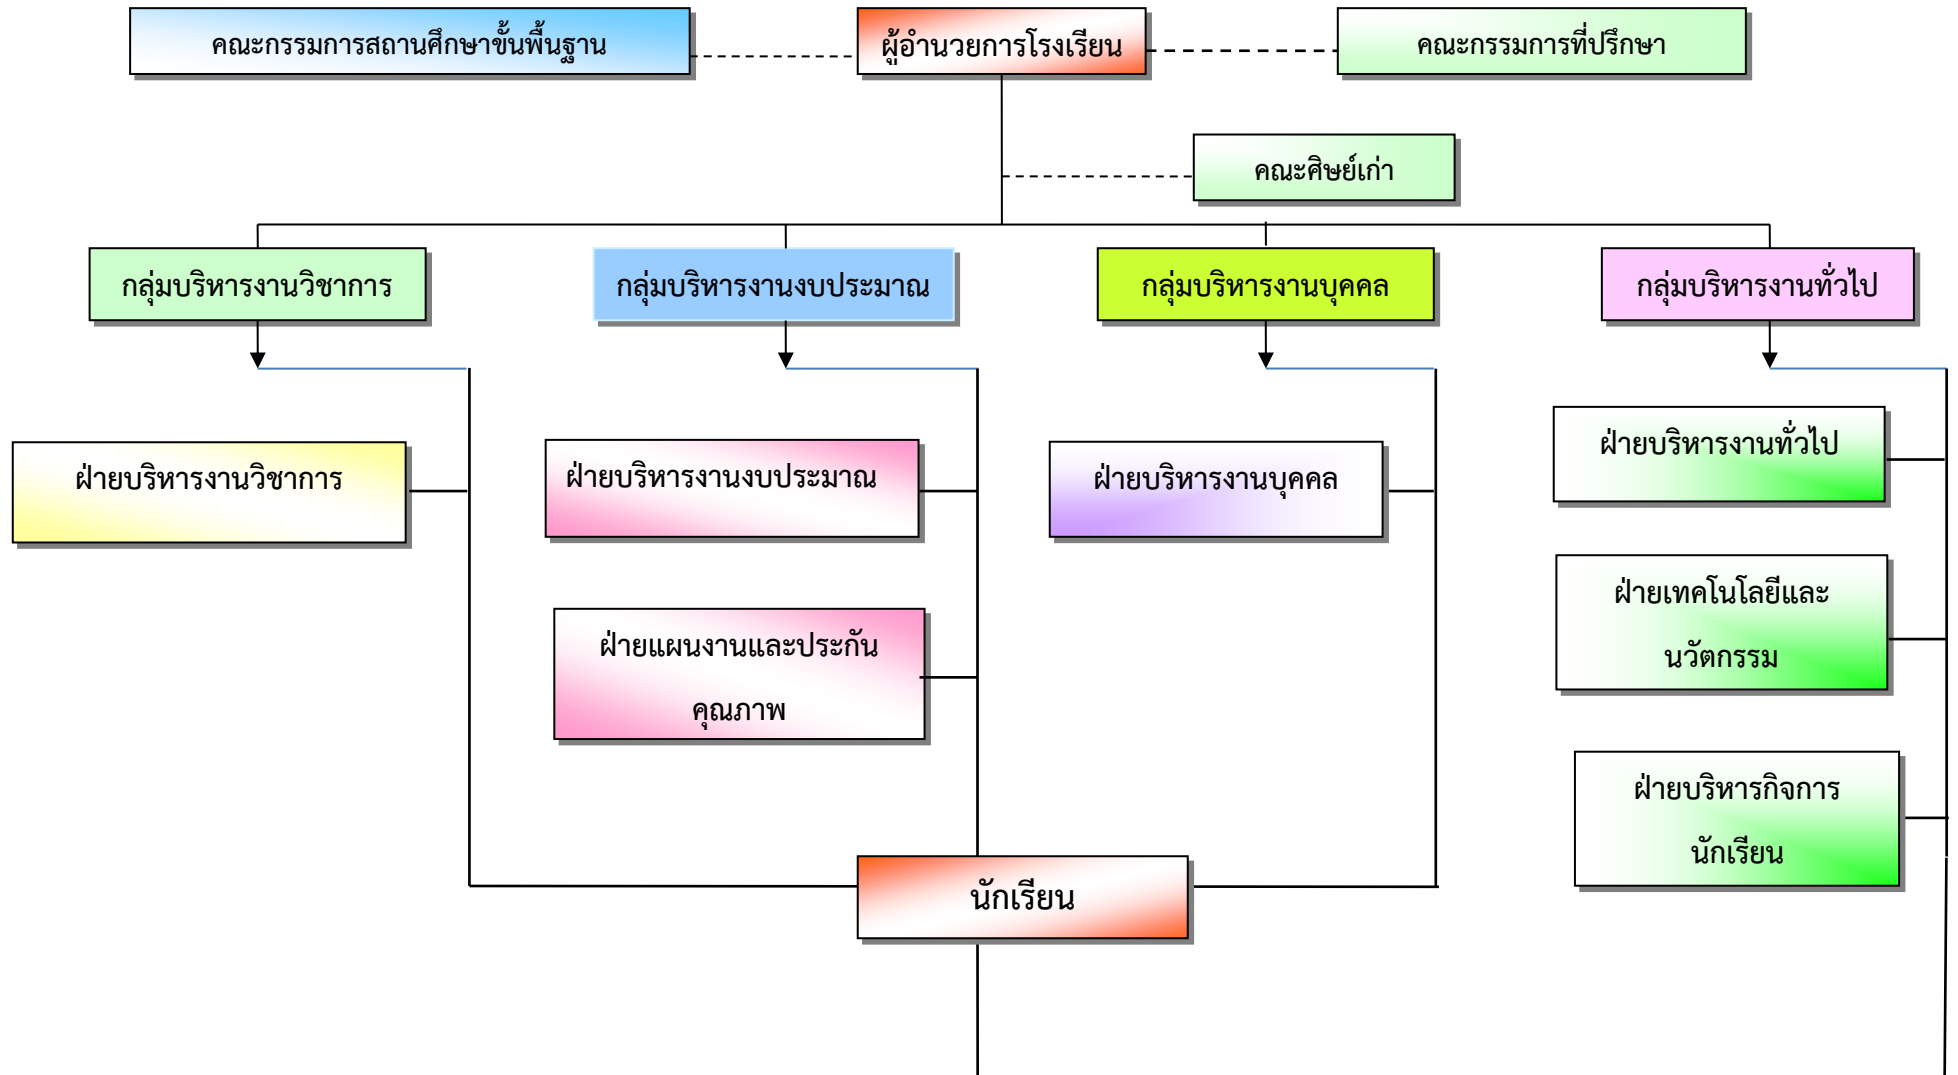 คณะกรรมการสถานศึกษาขั้นพื้นฐาน
ผู้อำนวยการโรงเรียน
คณะกรรมการที่ปรึกษา
คณะศิษย์เก่า
กลุ่มบริหารงานวิชาการ
กลุ่มบริหารงานงบประมาณ
กลุ่มบริหารงานบุคคล
กลุ่มบริหารงานทั่วไป
ฝ่ายบริหารงานวิชาการ
ฝ่ายบริหารงานงบประมาณ
ฝ่ายบริหารงานบุคคล
ฝ่ายบริหารงานทั่วไป
ฝ่ายแผนงานและประกัน
คุณภาพ
ฝ่ายเทคโนโลยีและ
นวัตกรรม
ฝ่ายบริหารกิจการ
นักเรียน
นักเรียน